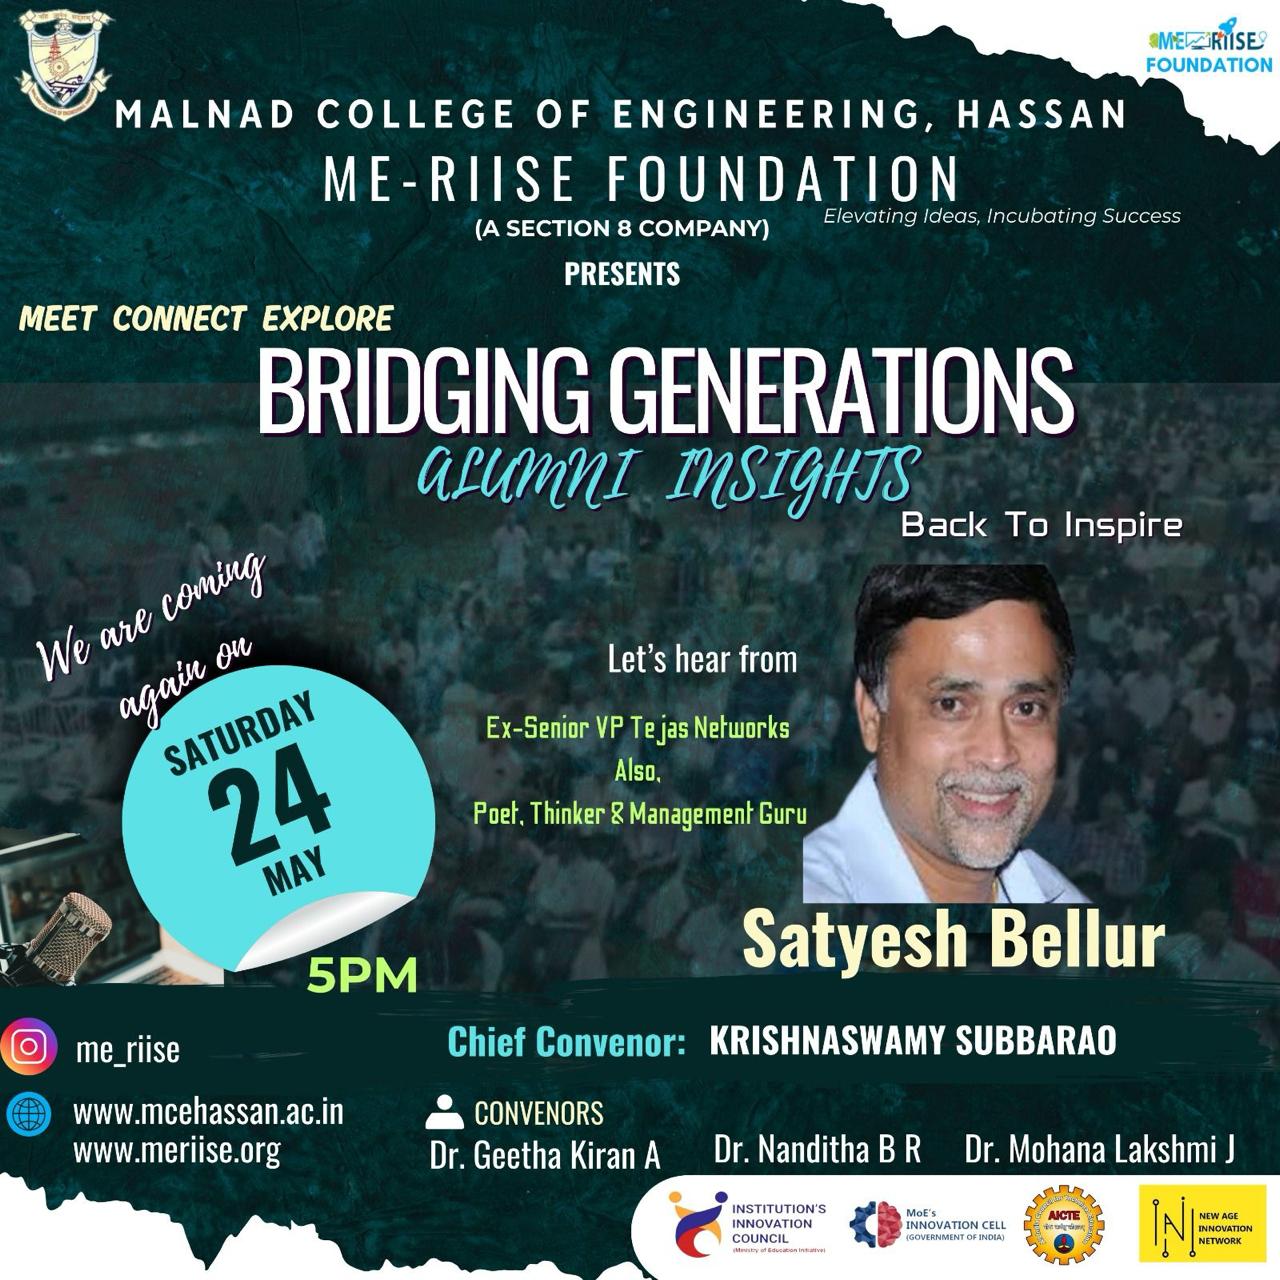 ME-RIISE
FOUNDATION
MALNAD COLLEGE OF ENGINEERING, HASSAN
ME-RIISE FOUNDATION
Elevating Ideas, Incubating Success
(A SECTION 8 COMPANY)
PRESENTS
MEET CONNECT EXPLORE
BRIDGING GENERATIONS
ALUMNI INSIGHTS
Back To Inspire
We are coming
again on
SATURDAY
24
MAY
5PM
Let's hear from
Ex-Senior VP Tejas Networks
Also,
Poet, Thinker & Management Guru
Satyesh Bellur
me_riise
Chief Convenor: KRISHNASWAMY SUBBARAO
www.mcehassan.ac.in
www.meriise.org
CONVENORS
Dr. Geetha Kiran A
Dr. Nanditha B R
Dr. Mohana Lakshmi J
INSTITUTION'S
INNOVATION
COUNCIL
(Ministry of Education Initiative)
MoE's
INNOVATION CELL
(GOVERNMENT OF INDIA)
AICTE
NEW AGE
INNOVATION
NETWORK